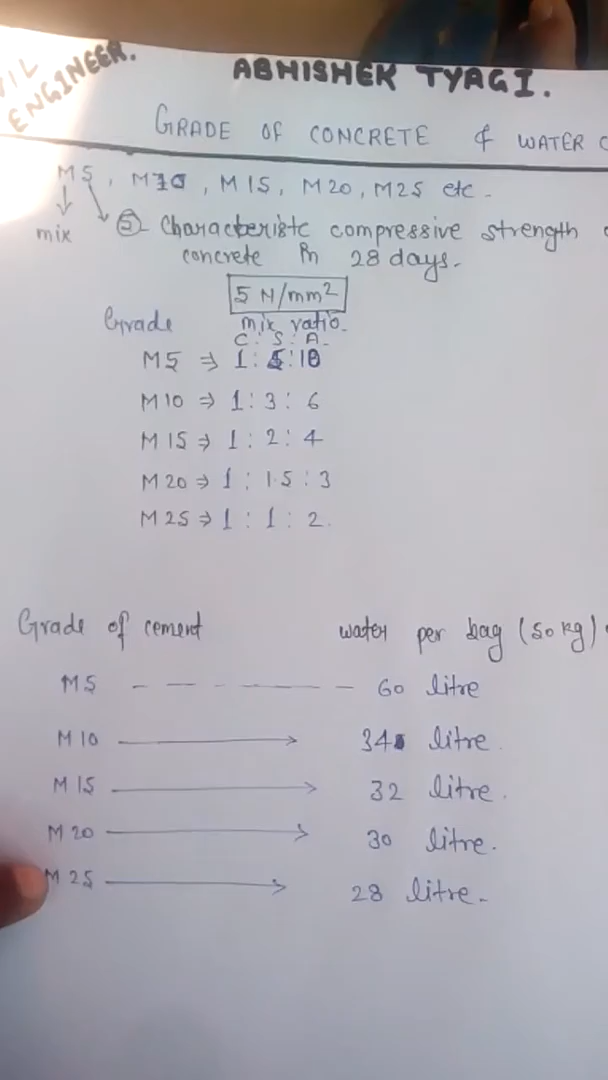 ENGINEER.
ABHISHEK TYAGI.
GRADE OF CONCRETE & WATER C
M5, M10, M15, M20, M25 etc.
mix
5 Characteristc compressive strength
concrete in 28 days.
5 N/mm²
Grade mix ratio.
C S A
M5 ⇒ 1:5:10
M10 ⇒ 1:3:6
M15 ⇒ 1:2:4
M20 ⇒ 1:1.5:3
M25 ⇒ 1:1:2.
Grade of cement water per bag (50 kg)
M5 - - - - 60 litre
M10 → 34 litre.
M15 → 32 litre.
M20 → 30 litre.
M25 → 28 litre.